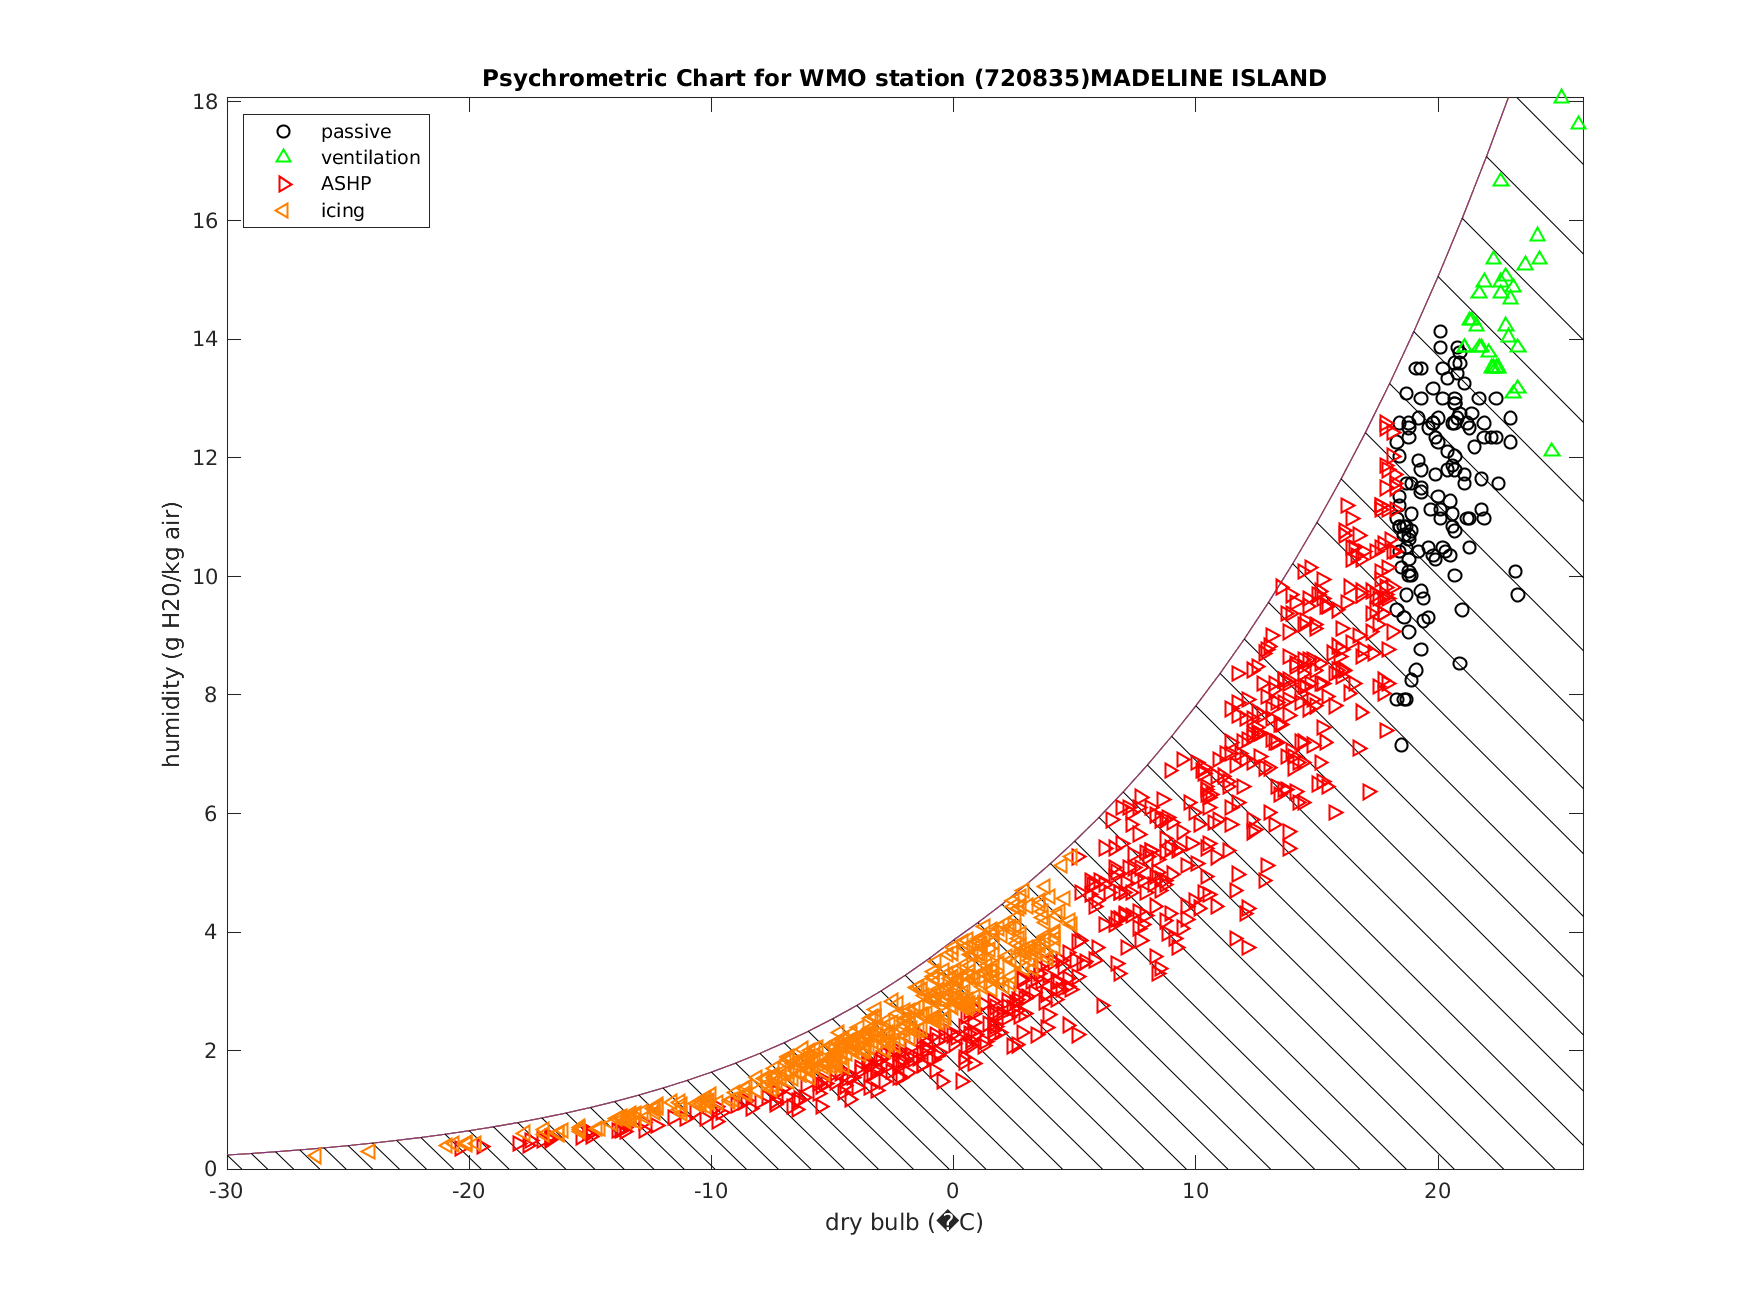 Psychrometric Chart for WMO station (720835)MADELINE ISLAND
passive
ventilation
ASHP
icing
18
16
14
12
10
8
6
4
2
0
humidity (g H20/kg air)
-30 -20 -10 0 10 20
dry bulb (�C)